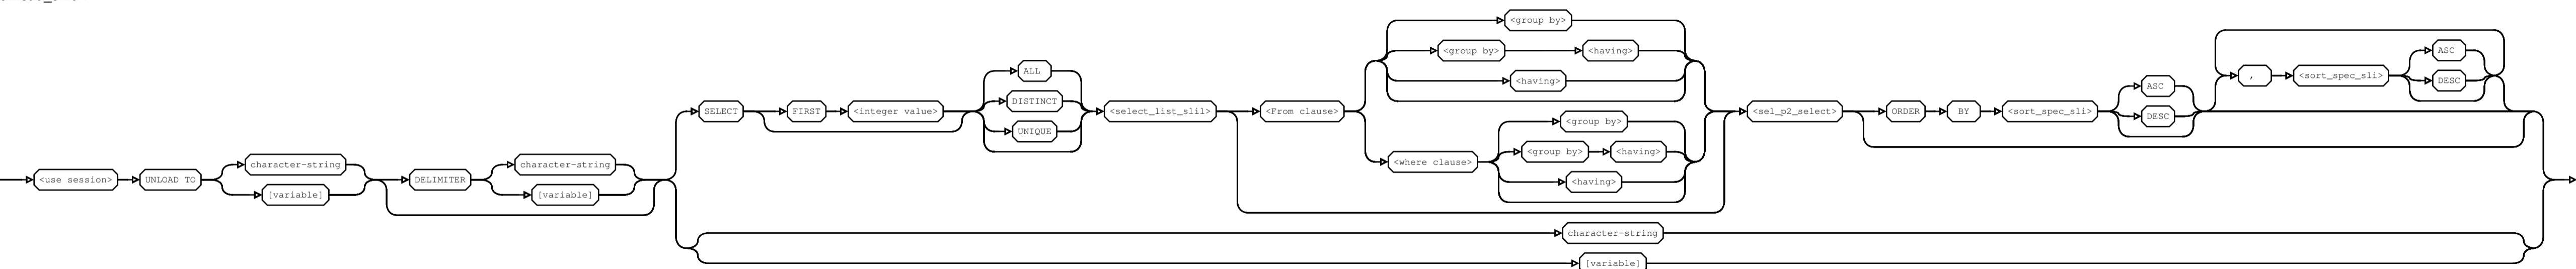 <group by>
<group by> <having>
<having>
ASC
, <sort_spec_sli> DESC
ALL
ASC
DISTINCT
UNIQUE
SELECT FIRST <integer value> <select_list_slil> <From clause> <sel_p2_select> ORDER BY <sort_spec_sli> DESC
<group by>
<group by> <having>
<where clause>
<having>
character-string character-string
<use session> UNLOAD TO DELIMITER
[variable] [variable]
character-string
[variable]